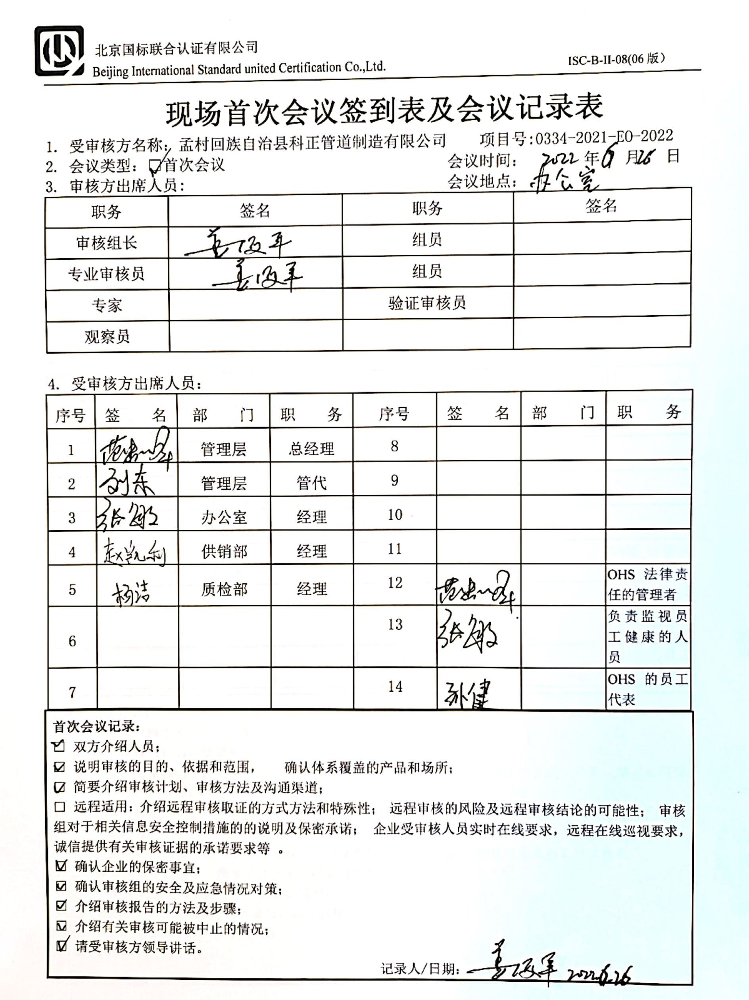 北京国标联合认证有限公司
Beijing International Standard united Certification Co.,Ltd.
ISC-B-II-08(06 版)
现场首次会议签到表及会议记录表
1. 受审核方名称: 孟村回族自治县科正管道制造有限公司 项目号:0334-2021-EO-2022
2. 会议类型: ☑首次会议 会议时间: 2022 年 6 月 26 日
3. 审核方出席人员: 会议地点: 办公室
职务 签名 职务 签名
审核组长 组员
专业审核员 组员
专家 验证审核员
观察员
4. 受审核方出席人员:
序号 签 名 部 门 职 务 序号 签 名 部 门 职 务
1 管理层 总经理 8
2 刘东 管理层 管代 9
3 张敏 办公室 经理 10
4 赵凯利 供销部 经理 11
5 杨洁 质检部 经理 12 OHS 法律责
任的管理者
6 13 张敏 负责监视员
工健康的人
员
7 14 孙健 OHS 的员工
代表
首次会议记录:
☑ 双方介绍人员;
☑ 说明审核的目的、依据和范围, 确认体系覆盖的产品和场所;
☑ 简要介绍审核计划、审核方法及沟通渠道;
□ 远程适用: 介绍远程审核取证的方式方法和特殊性; 远程审核的风险及远程审核结论的可能性; 审核
组对于相关信息安全控制措施的的说明及保密承诺; 企业受审核人员实时在线要求, 远程在线巡视要求,
诚信提供有关审核证据的承诺要求等 。
☑ 确认企业的保密事宜;
☑ 确认审核组的安全及应急情况对策;
☑ 介绍审核报告的方法及步骤;
☑ 介绍有关审核可能被中止的情况;
☑ 请受审核方领导讲话。
记录人/日期: 2022.6.26